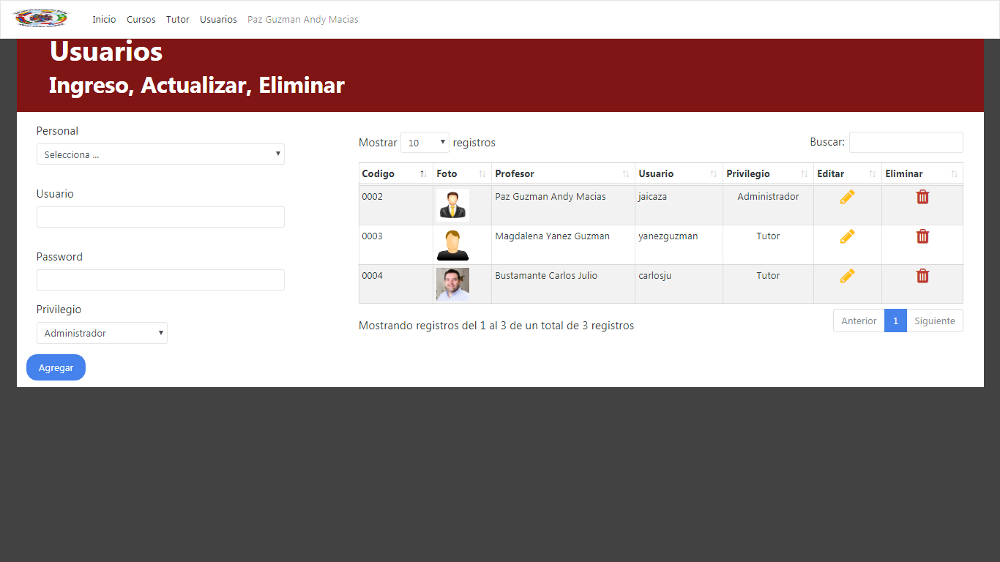 Inicio Cursos Tutor Usuarios Paz Guzman Andy Macias
Usuarios
Ingreso, Actualizar, Eliminar
Personal
Selecciona ...
Usuario
Password
Privilegio
Administrador
Agregar
Mostrar 10 registros
Buscar:
Codigo Foto Profesor Usuario Privilegio Editar Eliminar
0002 Paz Guzman Andy Macias jaicaza Administrador
0003 Magdalena Yanez Guzman yanezguzman Tutor
0004 Bustamante Carlos Julio carlosju Tutor
Mostrando registros del 1 al 3 de un total de 3 registros
Anterior 1 Siguiente